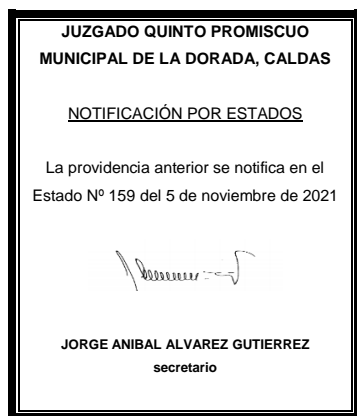 JUZGADO QUINTO PROMISCUO
MUNICIPAL DE LA DORADA, CALDAS
NOTIFICACIÓN POR ESTADOS
La providencia anterior se notifica en el
Estado Nº 159 del 5 de noviembre de 2021
JORGE ANIBAL ALVAREZ GUTIERREZ
secretario